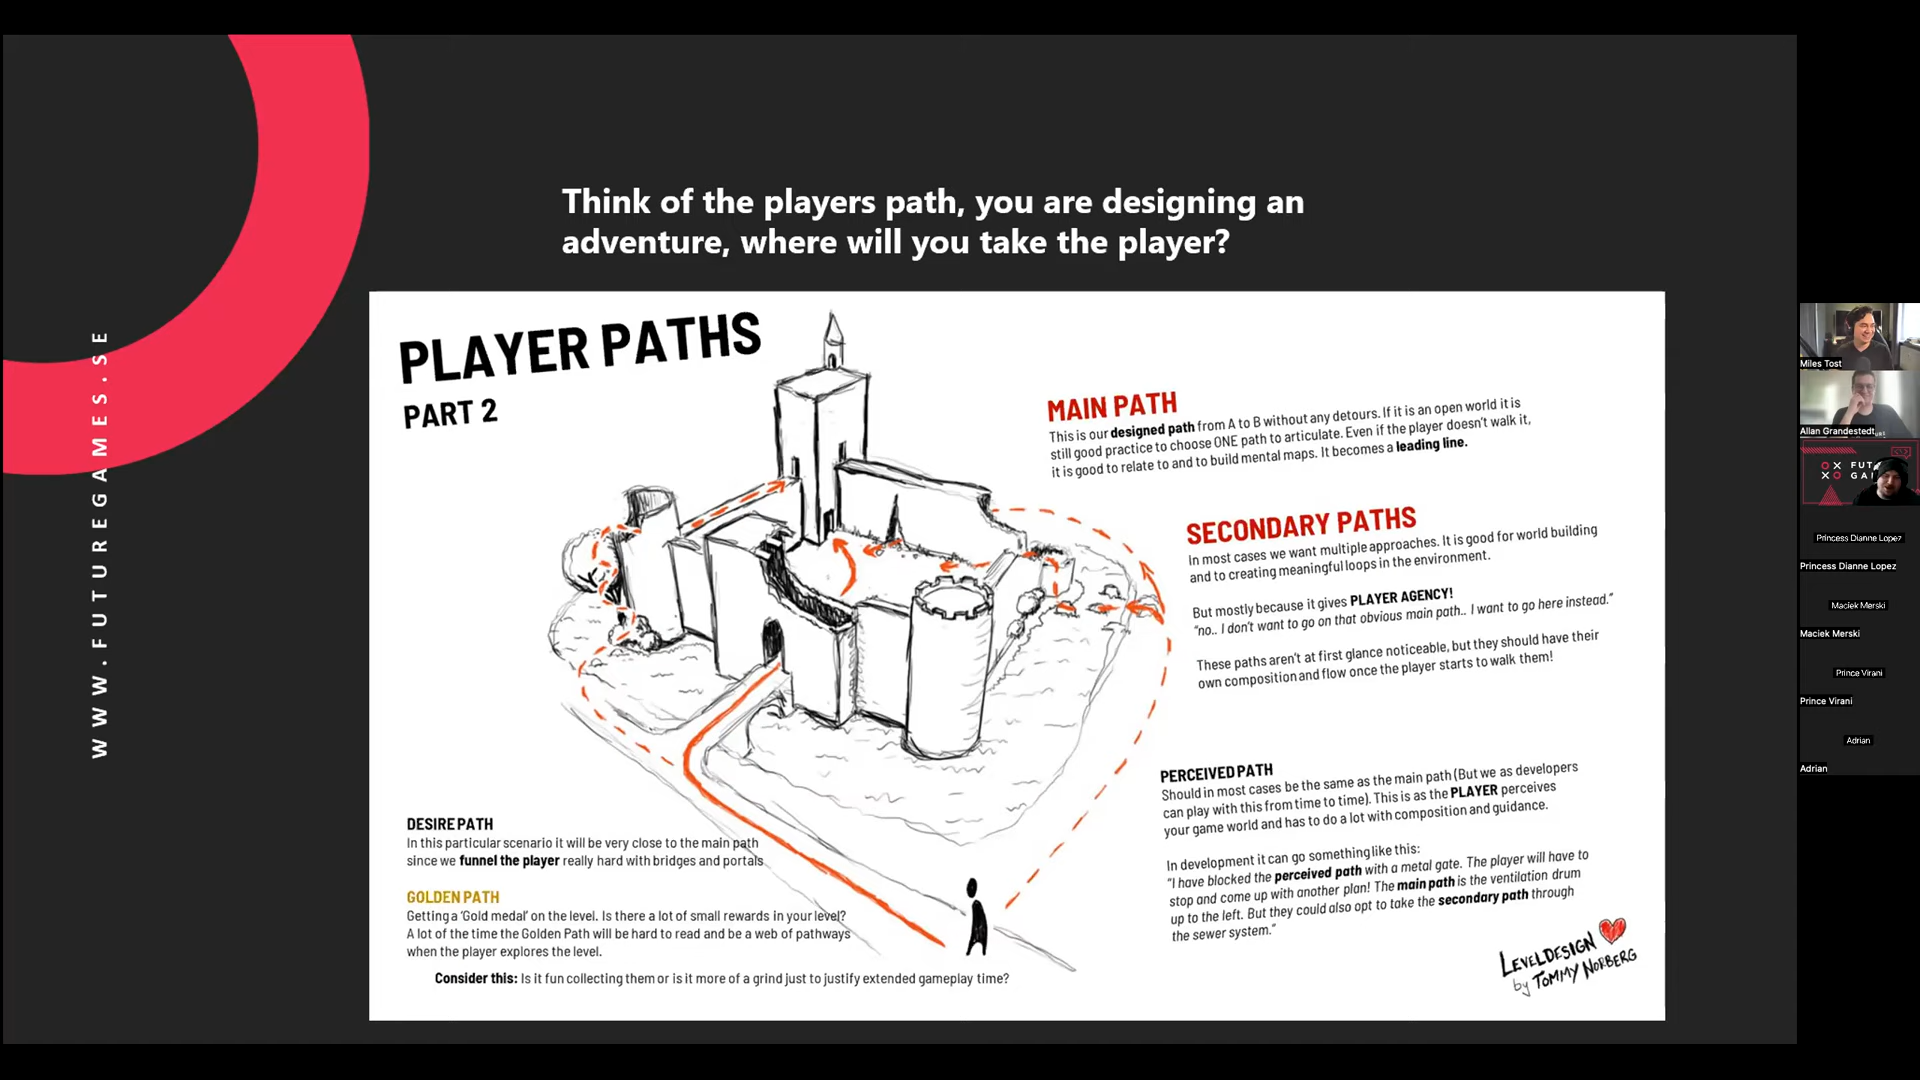 WWW.FUTUREGAMES.SE
Think of the players path, you are designing an
adventure, where will you take the player?
PLAYER PATHS
PART 2
MAIN PATH
This is our designed path from A to B without any detours. If it is an open world it is
still good practice to choose ONE path to articulate. Even if the player doesn't walk it,
it is good to relate to and to build mental maps. It becomes a leading line.
SECONDARY PATHS
In most cases we want multiple approaches. It is good for world building
and to creating meaningful loops in the environment.
But mostly because it gives PLAYER AGENCY!
"no.. I don't want to go on that obvious main path.. I want to go here instead."
These paths aren't at first glance noticeable, but they should have their
own composition and flow once the player starts to walk them!
PERCEIVED PATH
Should in most cases be the same as the main path (But we as developers
can play with this from time to time). This is as the PLAYER perceives
your game world and has to do a lot with composition and guidance.
In development it can go something like this:
"I have blocked the perceived path with a metal gate. The player will have to
stop and come up with another plan! The main path is the ventilation drum
up to the left. But they could also opt to take the secondary path through
the sewer system."
DESIRE PATH
In this particular scenario it will be very close to the main path
since we funnel the player really hard with bridges and portals
GOLDEN PATH
Getting a 'Gold medal' on the level. Is there a lot of small rewards in your level?
A lot of the time the Golden Path will be hard to read and be a web of pathways
when the player explores the level.
Consider this: Is it fun collecting them or is it more of a grind just to justify extended gameplay time?
LEVELDESIGN
by TOMMY NORBERG
Miles Tost
Allan Grandestedt
Princess Dianne Lopez
Princess Dianne Lopez
Maciek Merski
Maciek Merski
Prince Virani
Prince Virani
Adrian
Adrian